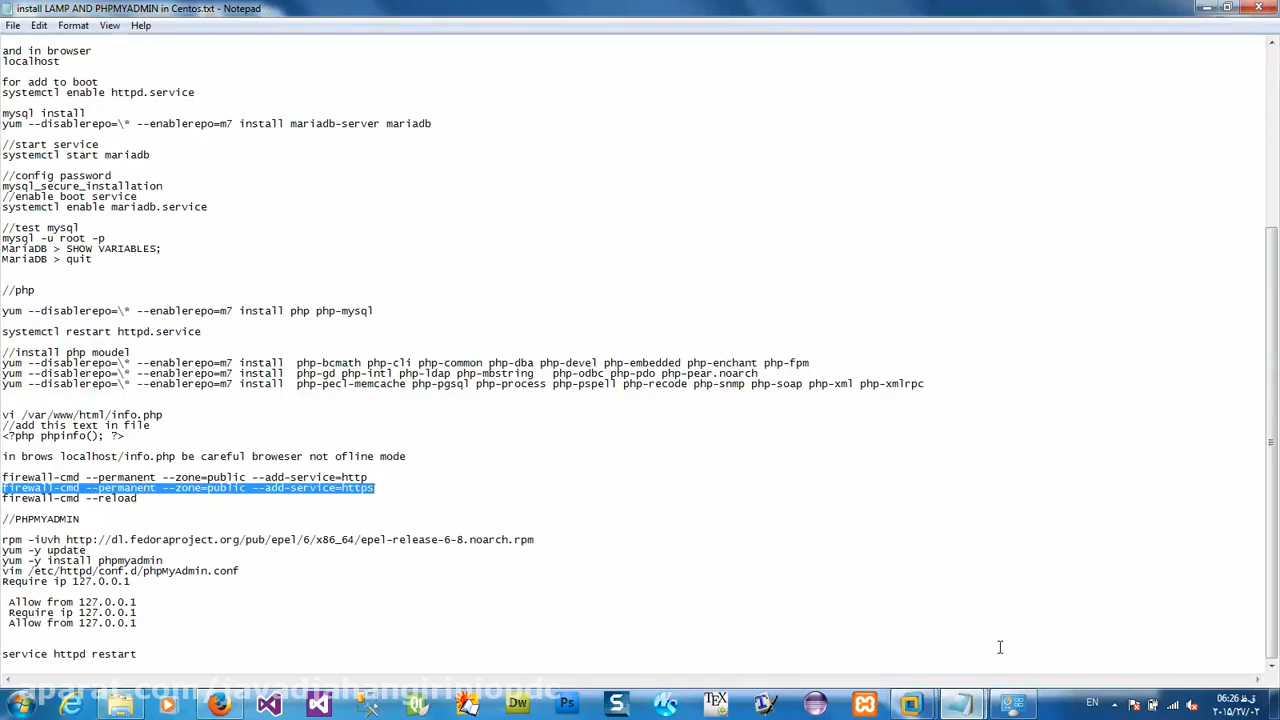 install LAMP AND PHPMYADMIN in Centos.txt - Notepad
File Edit Format View Help
and in browser
localhost
for add to boot
systemctl enable httpd.service
mysql install
yum --disablerepo=\* --enablerepo=m7 install mariadb-server mariadb
//start service
systemctl start mariadb
//config password
mysql_secure_installation
//enable boot service
systemctl enable mariadb.service
//test mysql
mysql -u root -p
MariaDB > SHOW VARIABLES;
MariaDB > quit
//php
yum --disablerepo=\* --enablerepo=m7 install php php-mysql
systemctl restart httpd.service
//install php moudel
yum --disablerepo=\* --enablerepo=m7 install  php-bcmath php-cli php-common php-dba php-devel php-embedded php-enchant php-fpm
yum --disablerepo=\* --enablerepo=m7 install  php-gd php-intl php-ldap php-mbstring   php-odbc php-pdo php-pear.noarch
yum --disablerepo=\* --enablerepo=m7 install  php-pecl-memcache php-pgsql php-process php-pspell php-recode php-snmp php-soap php-xml php-xmlrpc
vi /var/www/html/info.php
//add this text in file
<?php phpinfo(); ?>
in brows localhost/info.php be careful broweser not ofline mode
firewall-cmd --permanent --zone=public --add-service=http
firewall-cmd --permanent --zone=public --add-service=https
firewall-cmd --reload
//PHPMYADMIN
rpm -iUvh http://dl.fedoraproject.org/pub/epel/6/x86_64/epel-release-6-8.noarch.rpm
yum -y update
yum -y install phpmyadmin
vim /etc/httpd/conf.d/phpMyAdmin.conf
Require ip 127.0.0.1
Allow from 127.0.0.1
Require ip 127.0.0.1
Allow from 127.0.0.1
service httpd restart
Dw Ps S TEX EN
06:26 ق.ظ
۲۰۱۵/۲۷/۰۲